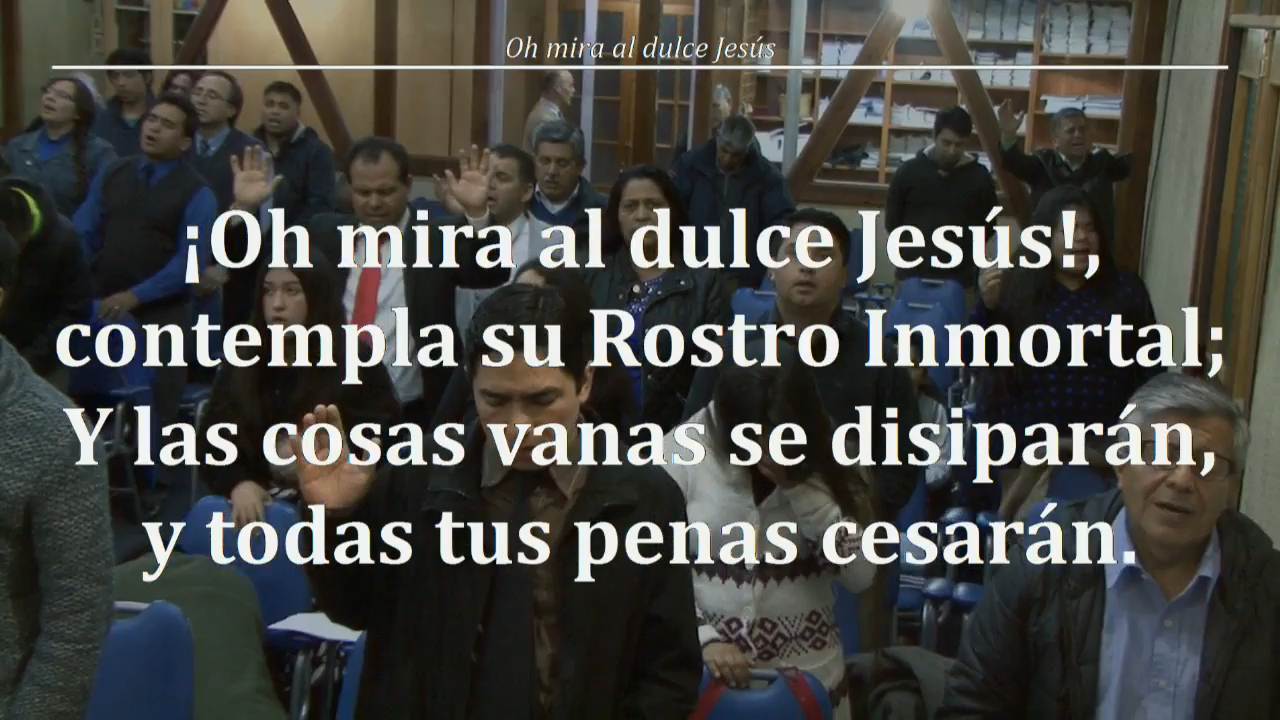 Oh mira al dulce Jesús
¡Oh mira al dulce Jesús!,
contempla su Rostro Inmortal;
Y las cosas vanas se disiparán,
y todas tus penas cesarán.